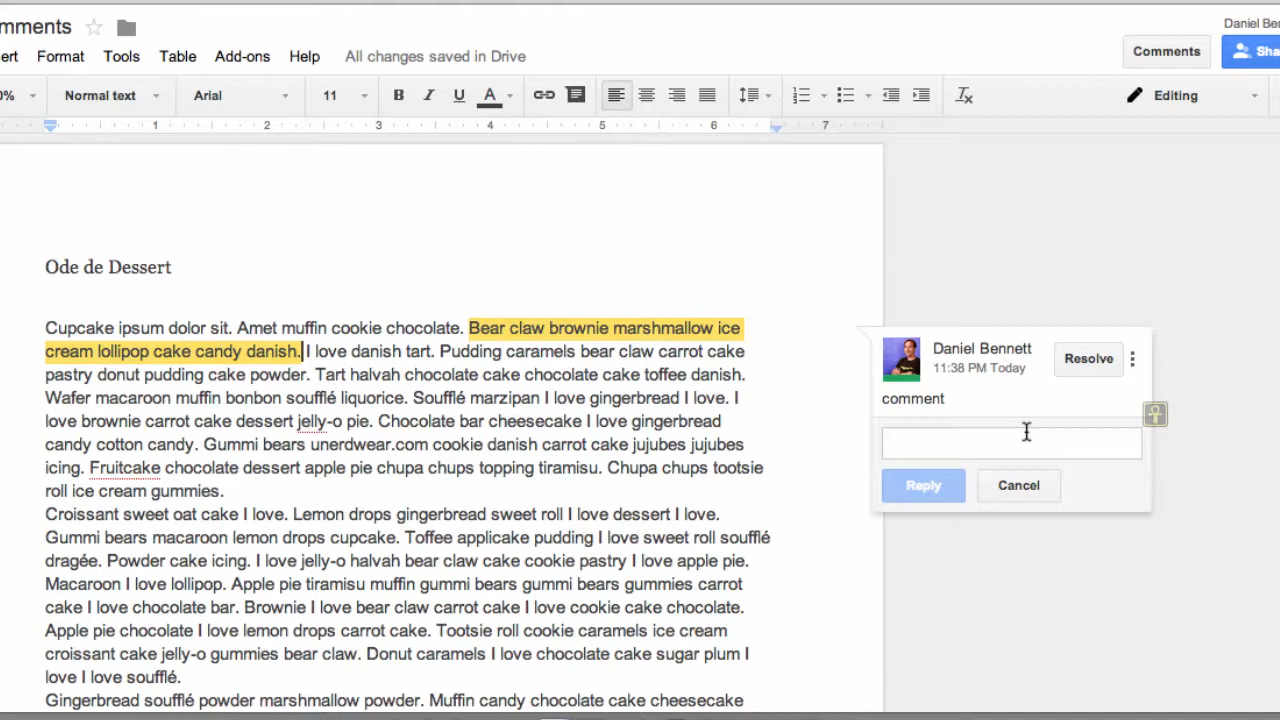 mments
Daniel Ben
ert Format Tools Table Add-ons Help All changes saved in Drive
Comments
Sha
0% Normal text Arial 11 B I U A Editing
1 2 3 4 5 6 7
Ode de Dessert
Cupcake ipsum dolor sit. Amet muffin cookie chocolate. Bear claw brownie marshmallow ice
cream lollipop cake candy danish. I love danish tart. Pudding caramels bear claw carrot cake
pastry donut pudding cake powder. Tart halvah chocolate cake chocolate cake toffee danish.
Wafer macaroon muffin bonbon soufflé liquorice. Soufflé marzipan I love gingerbread I love. I
love brownie carrot cake dessert jelly-o pie. Chocolate bar cheesecake I love gingerbread
candy cotton candy. Gummi bears unerdwear.com cookie danish carrot cake jujubes jujubes
icing. Fruitcake chocolate dessert apple pie chupa chups topping tiramisu. Chupa chups tootsie
roll ice cream gummies.
Croissant sweet oat cake I love. Lemon drops gingerbread sweet roll I love dessert I love.
Gummi bears macaroon lemon drops cupcake. Toffee applicake pudding I love sweet roll soufflé
dragée. Powder cake icing. I love jelly-o halvah bear claw cake cookie pastry I love apple pie.
Macaroon I love lollipop. Apple pie tiramisu muffin gummi bears gummi bears gummies carrot
cake I love chocolate bar. Brownie I love bear claw carrot cake I love cookie cake chocolate.
Apple pie chocolate I love lemon drops carrot cake. Tootsie roll cookie caramels ice cream
croissant cake jelly-o gummies bear claw. Donut caramels I love chocolate cake sugar plum I
love I love soufflé.
Gingerbread soufflé powder marshmallow powder. Muffin candy chocolate cake cheesecake
Daniel Bennett
11:38 PM Today
Resolve
comment
Reply Cancel